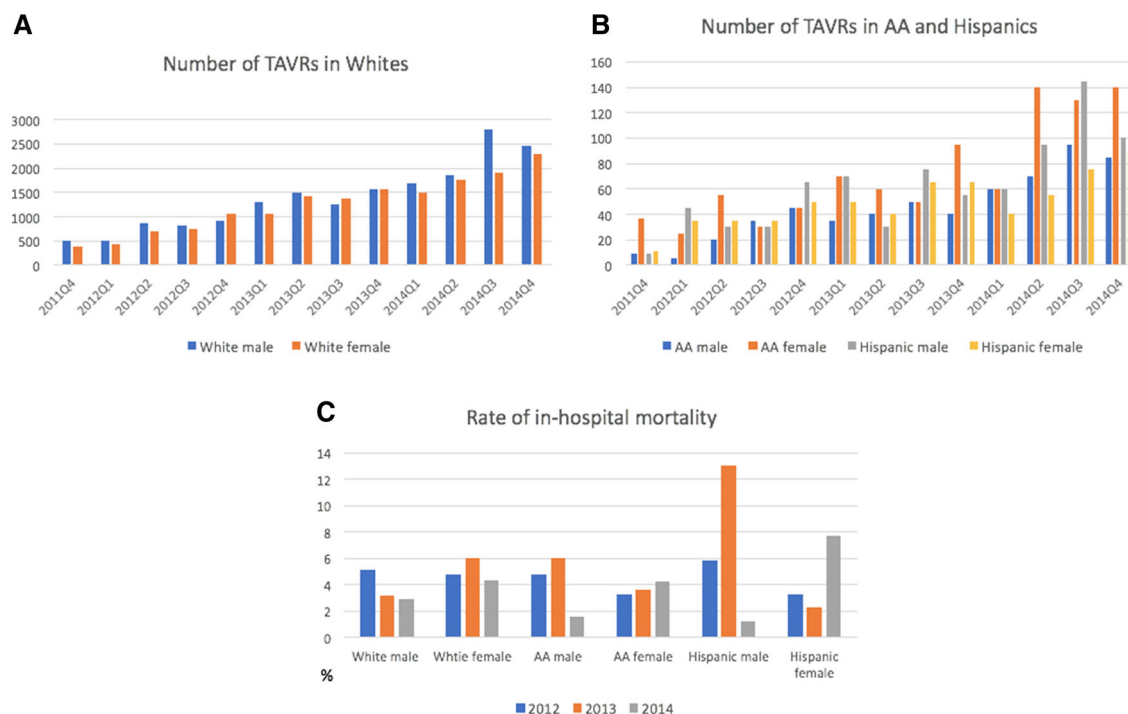 A
Number of TAVRs in Whites
3000
2500
2000
1500
1000
500
0
2011Q4
2012Q1
2012Q2
2012Q3
2012Q4
2013Q1
2013Q2
2013Q3
2013Q4
2014Q1
2014Q2
2014Q3
2014Q4
White male White female
B
Number of TAVRs in AA and Hispanics
160
140
120
100
80
60
40
20
0
2011Q4
2012Q1
2012Q2
2012Q3
2012Q4
2013Q1
2013Q2
2013Q3
2013Q4
2014Q1
2014Q2
2014Q3
2014Q4
AA male AA female Hispanic male Hispanic female
C
Rate of in-hospital mortality
14
12
10
8
6
4
2
0
%
White male Whtie female AA male AA female Hispanic male Hispanic
female
2012 2013 2014